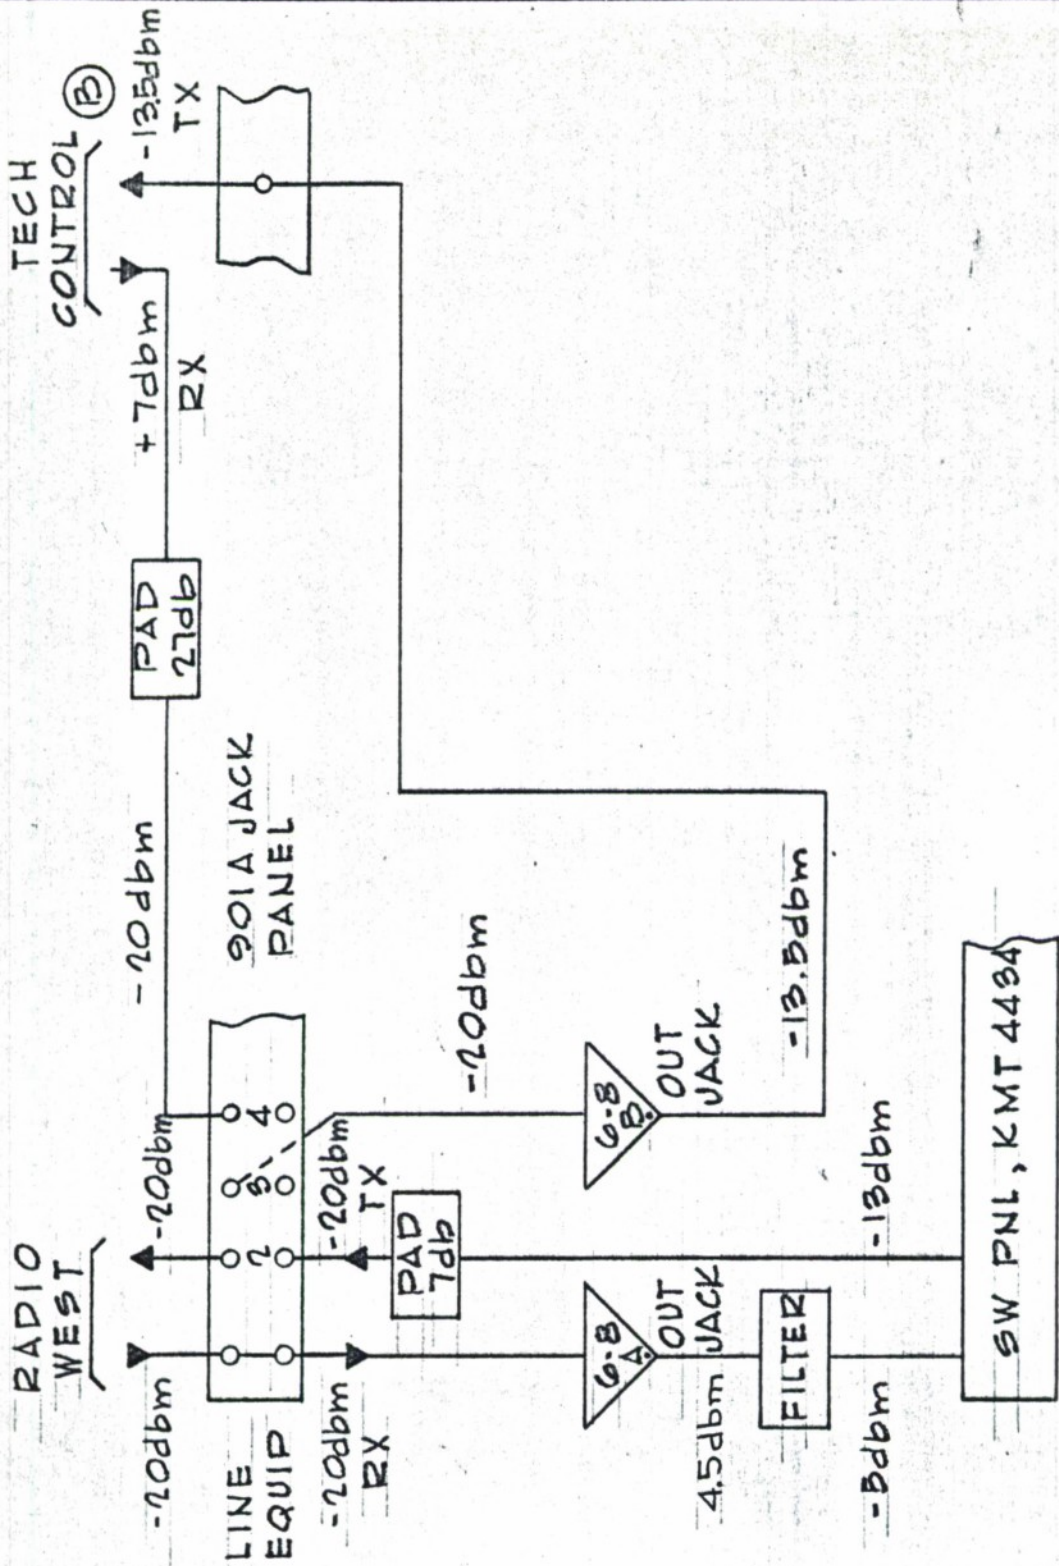 RADIO
WEST
TECH
CONTROL
B
-20dbm
-20dbm
-20dbm
PAD
27db
+7dbm
RX
-13.5dbm
TX
LINE
EQUIP
2
3
4
901A JACK
PANEL
-20dbm
RX
-20dbm
TX
PAD
7db
-20dbm
6-8
A
OUT
JACK
6-8
B
OUT
JACK
4.5dbm
FILTER
-3dbm
-13dbm
-13.5dbm
SW PNL, KMT 4434